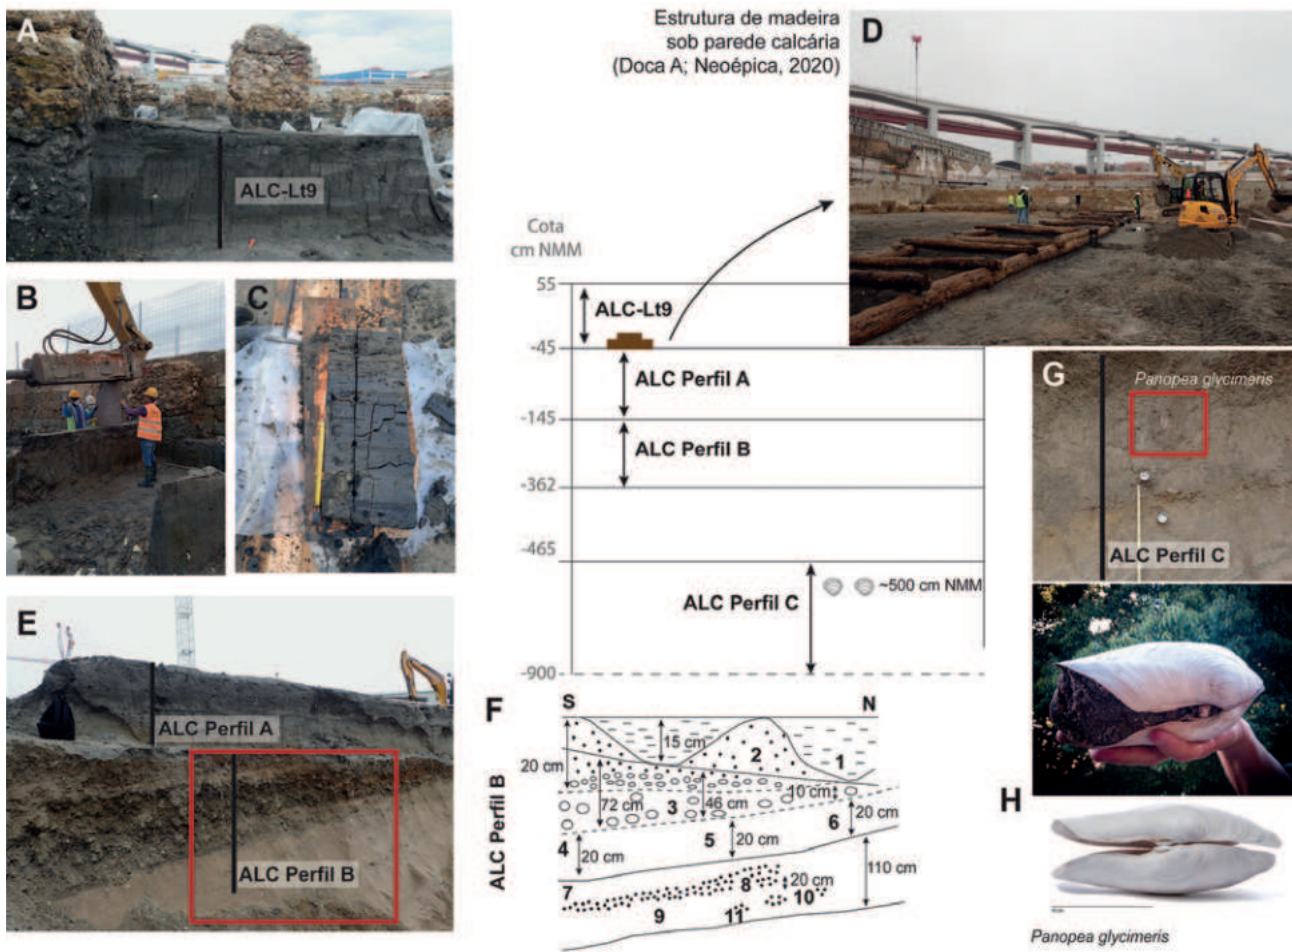 A
ALC-Lt9
B
C
Estrutura de madeira
sob parede calcária
(Doca A; Neoépica, 2020)
D
Cota
cm NMM
55
ALC-Lt9
-45
ALC Perfil A
-145
ALC Perfil B
-362
-465
ALC Perfil C
~500 cm NMM
-900
E
ALC Perfil A
ALC Perfil B
F
S
N
ALC Perfil B
15 cm
2
1
20 cm
10 cm
72 cm
3
46 cm
20 cm
6
4
5
20 cm
20 cm
110 cm
7
8
20 cm
9
11
10
G
Panopea glycimeris
ALC Perfil C
H
Panopea glycimeris